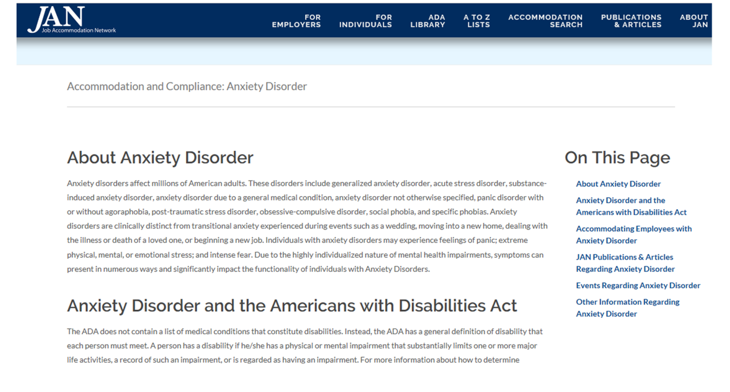 JAN
Job Accommodation Network
FOR EMPLOYERS
FOR INDIVIDUALS
ADA LIBRARY
A TO Z LISTS
ACCOMMODATION SEARCH
PUBLICATIONS & ARTICLES
ABOUT JAN
Accommodation and Compliance: Anxiety Disorder
About Anxiety Disorder
Anxiety disorders affect millions of American adults. These disorders include generalized anxiety disorder, acute stress disorder, substance-
induced anxiety disorder, anxiety disorder due to a general medical condition, anxiety disorder not otherwise specified, panic disorder with
or without agoraphobia, post-traumatic stress disorder, obsessive-compulsive disorder, social phobia, and specific phobias. Anxiety
disorders are clinically distinct from transitional anxiety experienced during events such as a wedding, moving into a new home, dealing with
the illness or death of a loved one, or beginning a new job. Individuals with anxiety disorders may experience feelings of panic; extreme
physical, mental, or emotional stress; and intense fear. Due to the highly individualized nature of mental health impairments, symptoms can
present in numerous ways and significantly impact the functionality of individuals with Anxiety Disorders.
Anxiety Disorder and the Americans with Disabilities Act
The ADA does not contain a list of medical conditions that constitute disabilities. Instead, the ADA has a general definition of disability that
each person must meet. A person has a disability if he/she has a physical or mental impairment that substantially limits one or more major
life activities, a record of such an impairment, or is regarded as having an impairment. For more information about how to determine
On This Page
About Anxiety Disorder
Anxiety Disorder and the
Americans with Disabilities Act
Accommodating Employees with
Anxiety Disorder
JAN Publications & Articles
Regarding Anxiety Disorder
Events Regarding Anxiety Disorder
Other Information Regarding
Anxiety Disorder